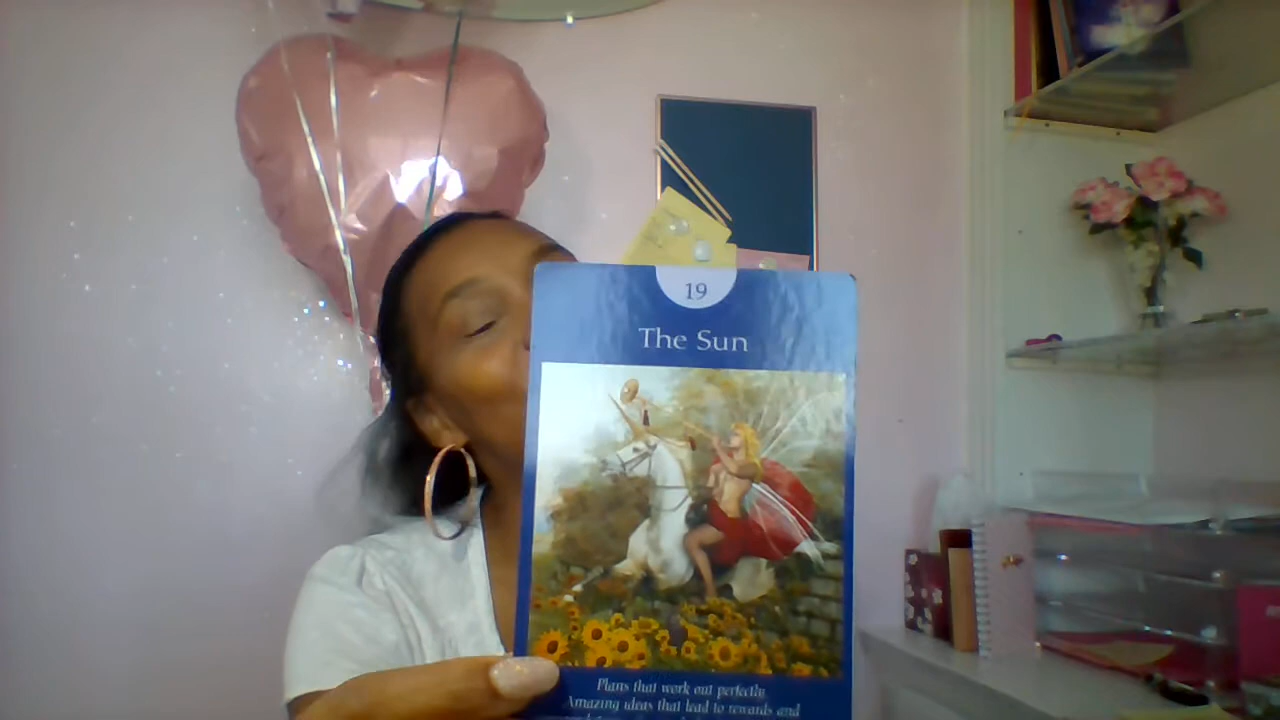 19
The Sun
Plans that work out perfectly.
Amazing ideas that lead to rewards and